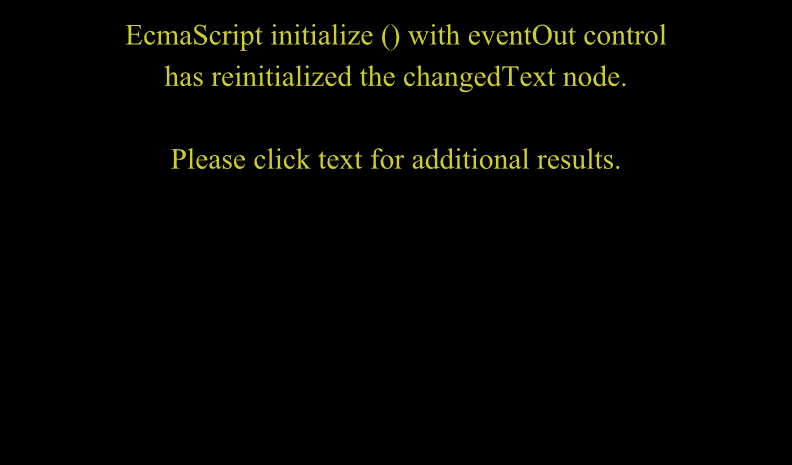 EcmaScript initialize () with eventOut control
has reinitialized the changedText node.
Please click text for additional results.